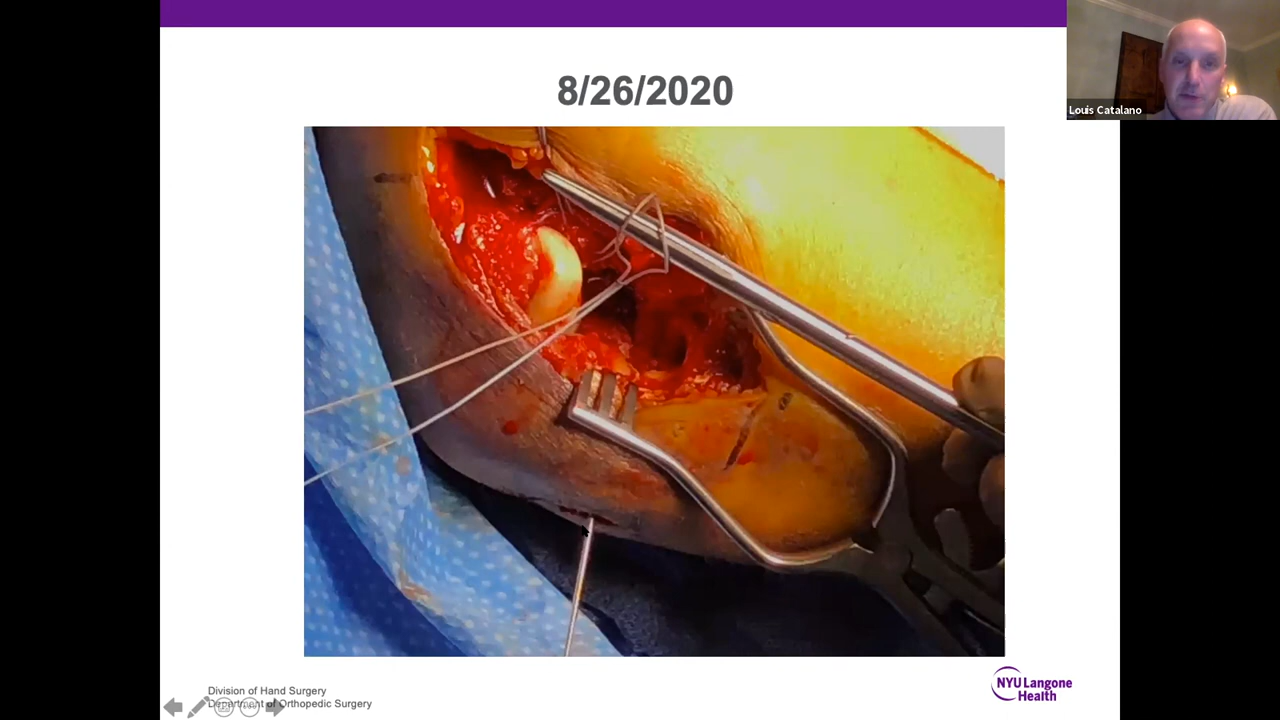 8/26/2020
Louis Catalano
Division of Hand Surgery
Department of Orthopedic Surgery
NYU Langone
Health